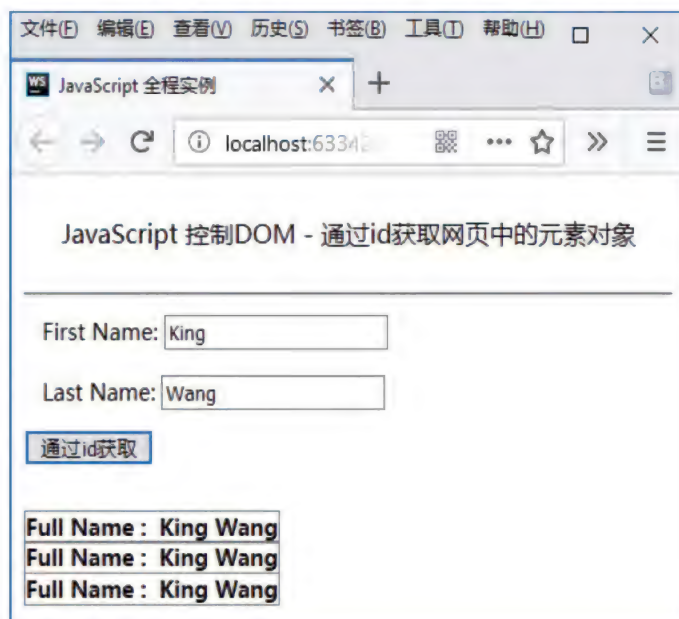 文件(F) 编辑(E) 查看(V) 历史(S) 书签(B) 工具(T) 帮助(H)
WS JavaScript 全程实例
localhost:6334
JavaScript 控制DOM - 通过id获取网页中的元素对象
First Name: King
Last Name: Wang
通过id获取
Full Name : King Wang
Full Name : King Wang
Full Name : King Wang